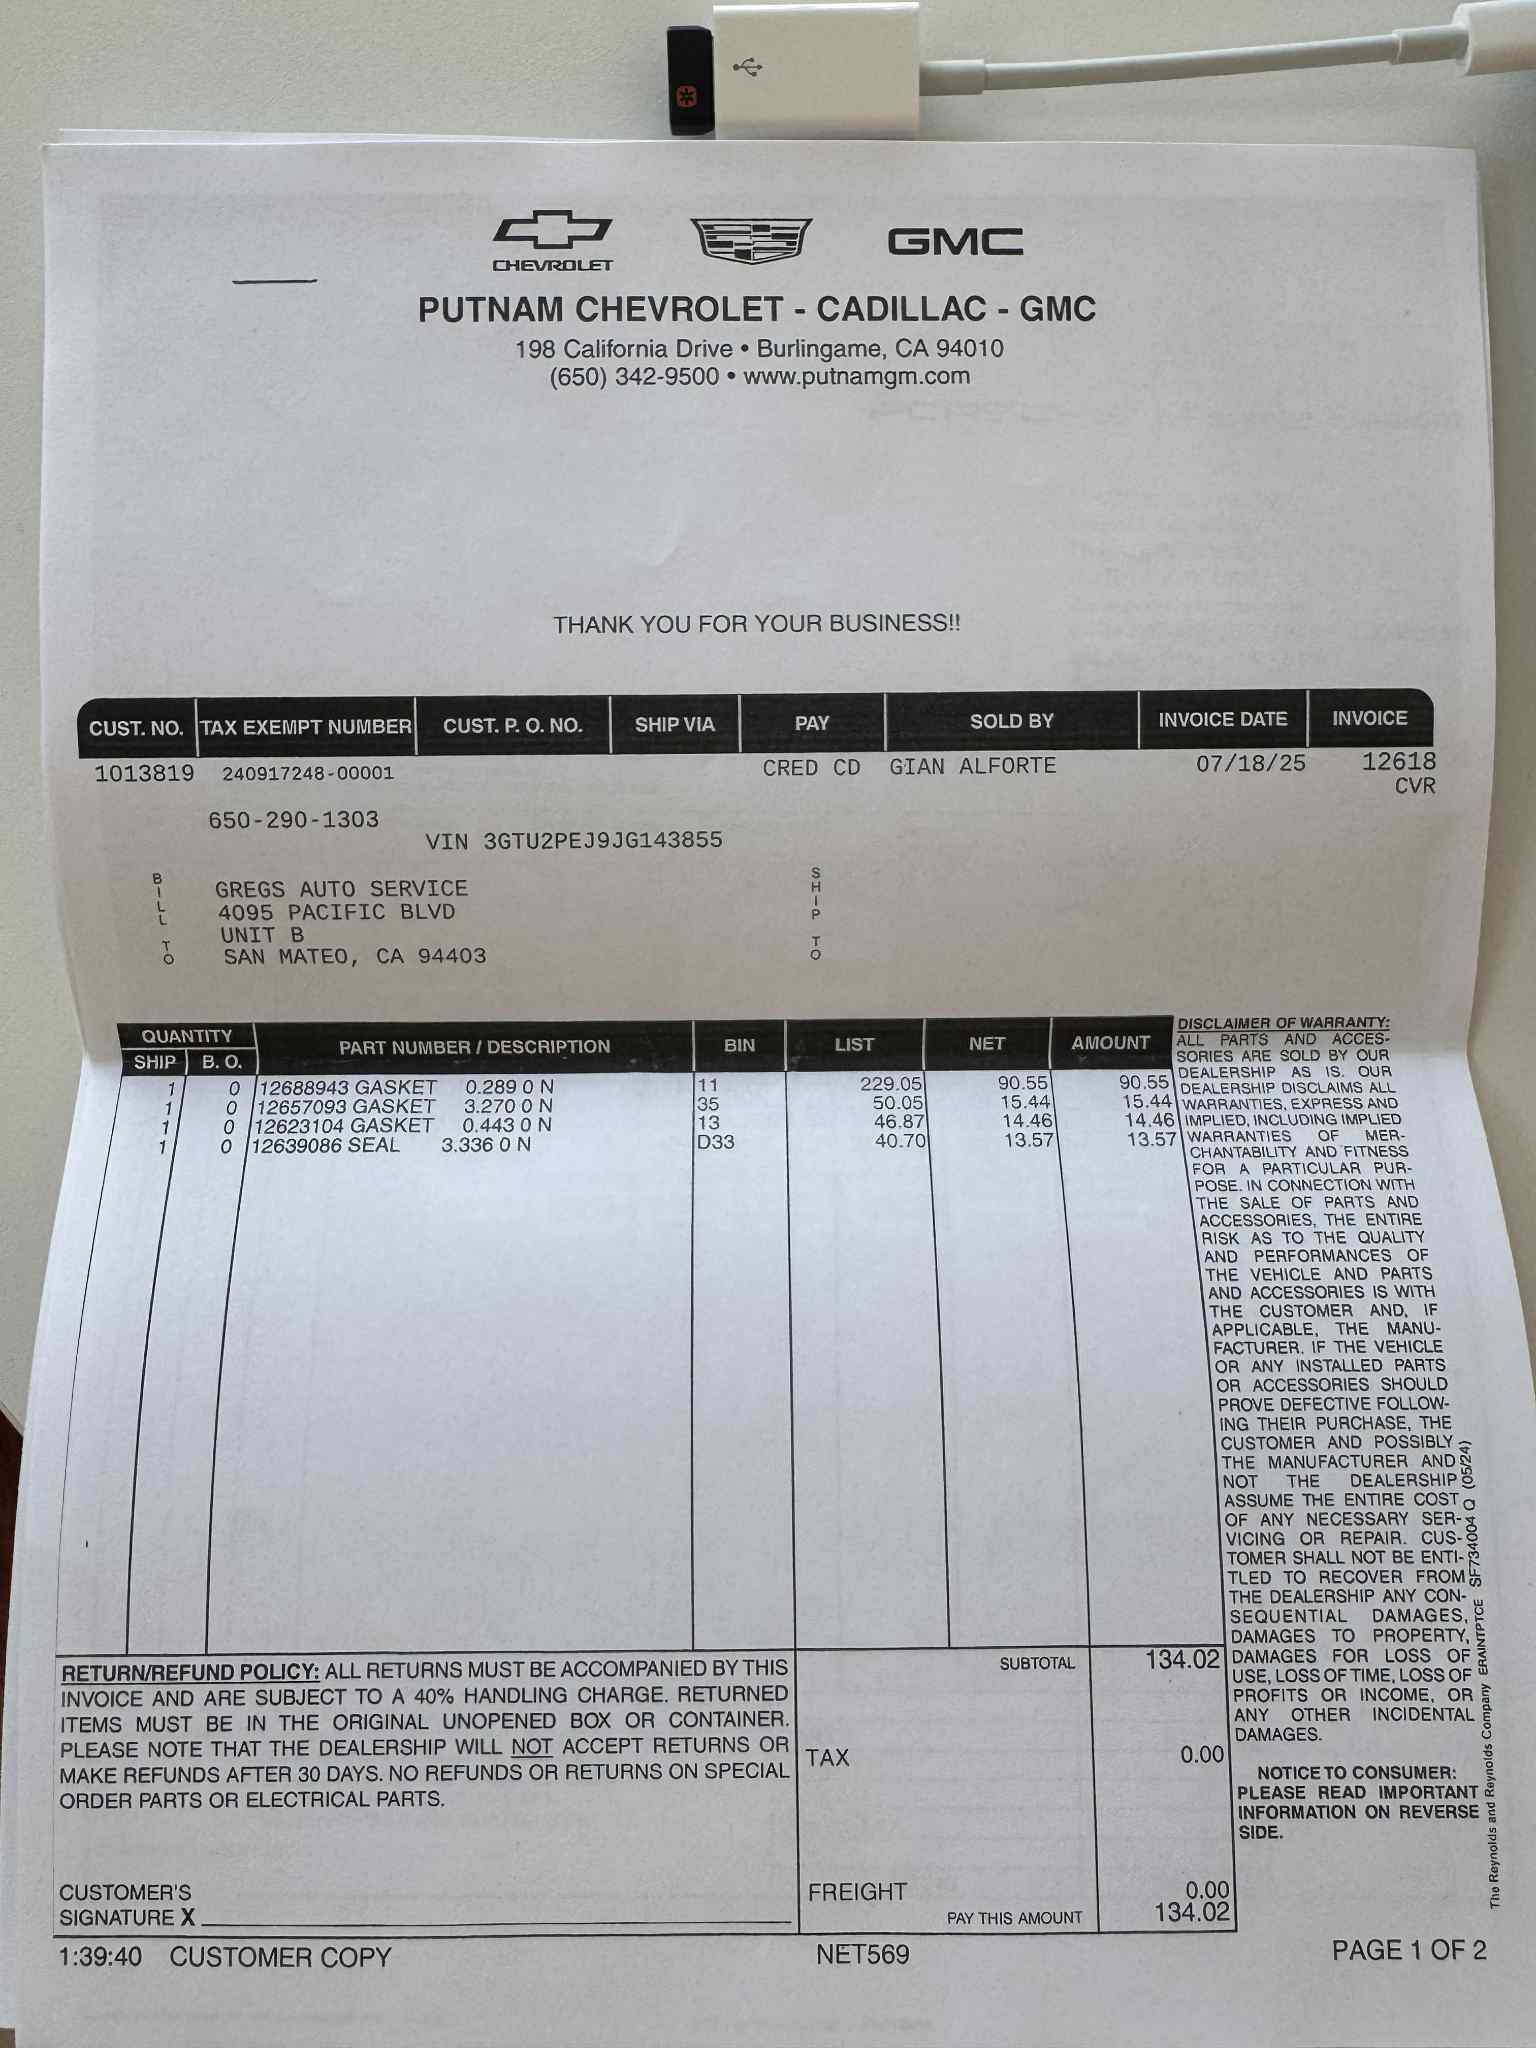 CHEVROLET
GMC
PUTNAM CHEVROLET - CADILLAC - GMC
198 California Drive • Burlingame, CA 94010
(650) 342-9500 • www.putnamgm.com
THANK YOU FOR YOUR BUSINESS!!
CUST. NO. TAX EXEMPT NUMBER CUST. P. O. NO. SHIP VIA PAY SOLD BY INVOICE DATE INVOICE
1013819 240917248-00001 CRED CD GIAN ALFORTE 07/18/25 12618
CVR
650-290-1303
VIN 3GTU2PEJ9JG143855
BILL TO
GREGS AUTO SERVICE
4095 PACIFIC BLVD
UNIT B
SAN MATEO, CA 94403
SHIP TO
QUANTITY
SHIP B. O. PART NUMBER / DESCRIPTION BIN LIST NET AMOUNT
1 0 12688943 GASKET 0.289 0 N 11 229.05 90.55 90.55
1 0 12657093 GASKET 3.270 0 N 35 50.05 15.44 15.44
1 0 12623104 GASKET 0.443 0 N 13 46.87 14.46 14.46
1 0 12639086 SEAL 3.336 0 N D33 40.70 13.57 13.57
DISCLAIMER OF WARRANTY:
ALL PARTS AND ACCES-
SORIES ARE SOLD BY OUR
DEALERSHIP AS IS. OUR
DEALERSHIP DISCLAIMS ALL
WARRANTIES, EXPRESS AND
IMPLIED, INCLUDING IMPLIED
WARRANTIES OF MER-
CHANTABILITY AND FITNESS
FOR A PARTICULAR PUR-
POSE. IN CONNECTION WITH
THE SALE OF PARTS AND
ACCESSORIES, THE ENTIRE
RISK AS TO THE QUALITY
AND PERFORMANCES OF
THE VEHICLE AND PARTS
AND ACCESSORIES IS WITH
THE CUSTOMER AND, IF
APPLICABLE, THE MANU-
FACTURER. IF THE VEHICLE
OR ANY INSTALLED PARTS
OR ACCESSORIES SHOULD
PROVE DEFECTIVE FOLLOW-
ING THEIR PURCHASE, THE
CUSTOMER AND POSSIBLY
THE MANUFACTURER AND
NOT THE DEALERSHIP
ASSUME THE ENTIRE COST
OF ANY NECESSARY SER-
VICING OR REPAIR. CUS-
TOMER SHALL NOT BE ENTI-
TLED TO RECOVER FROM
THE DEALERSHIP ANY CON-
SEQUENTIAL DAMAGES,
DAMAGES TO PROPERTY,
DAMAGES FOR LOSS OF
USE, LOSS OF TIME, LOSS OF
PROFITS OR INCOME, OR
ANY OTHER INCIDENTAL
DAMAGES.
NOTICE TO CONSUMER:
PLEASE READ IMPORTANT
INFORMATION ON REVERSE
SIDE.
The Reynolds and Reynolds Company ERAINTPTCE SF734004 Q (05/24)
RETURN/REFUND POLICY: ALL RETURNS MUST BE ACCOMPANIED BY THIS
INVOICE AND ARE SUBJECT TO A 40% HANDLING CHARGE. RETURNED
ITEMS MUST BE IN THE ORIGINAL UNOPENED BOX OR CONTAINER.
PLEASE NOTE THAT THE DEALERSHIP WILL NOT ACCEPT RETURNS OR
MAKE REFUNDS AFTER 30 DAYS. NO REFUNDS OR RETURNS ON SPECIAL
ORDER PARTS OR ELECTRICAL PARTS.
SUBTOTAL 134.02
TAX 0.00
FREIGHT 0.00
PAY THIS AMOUNT 134.02
CUSTOMER'S
SIGNATURE X
1:39:40 CUSTOMER COPY NET569 PAGE 1 OF 2